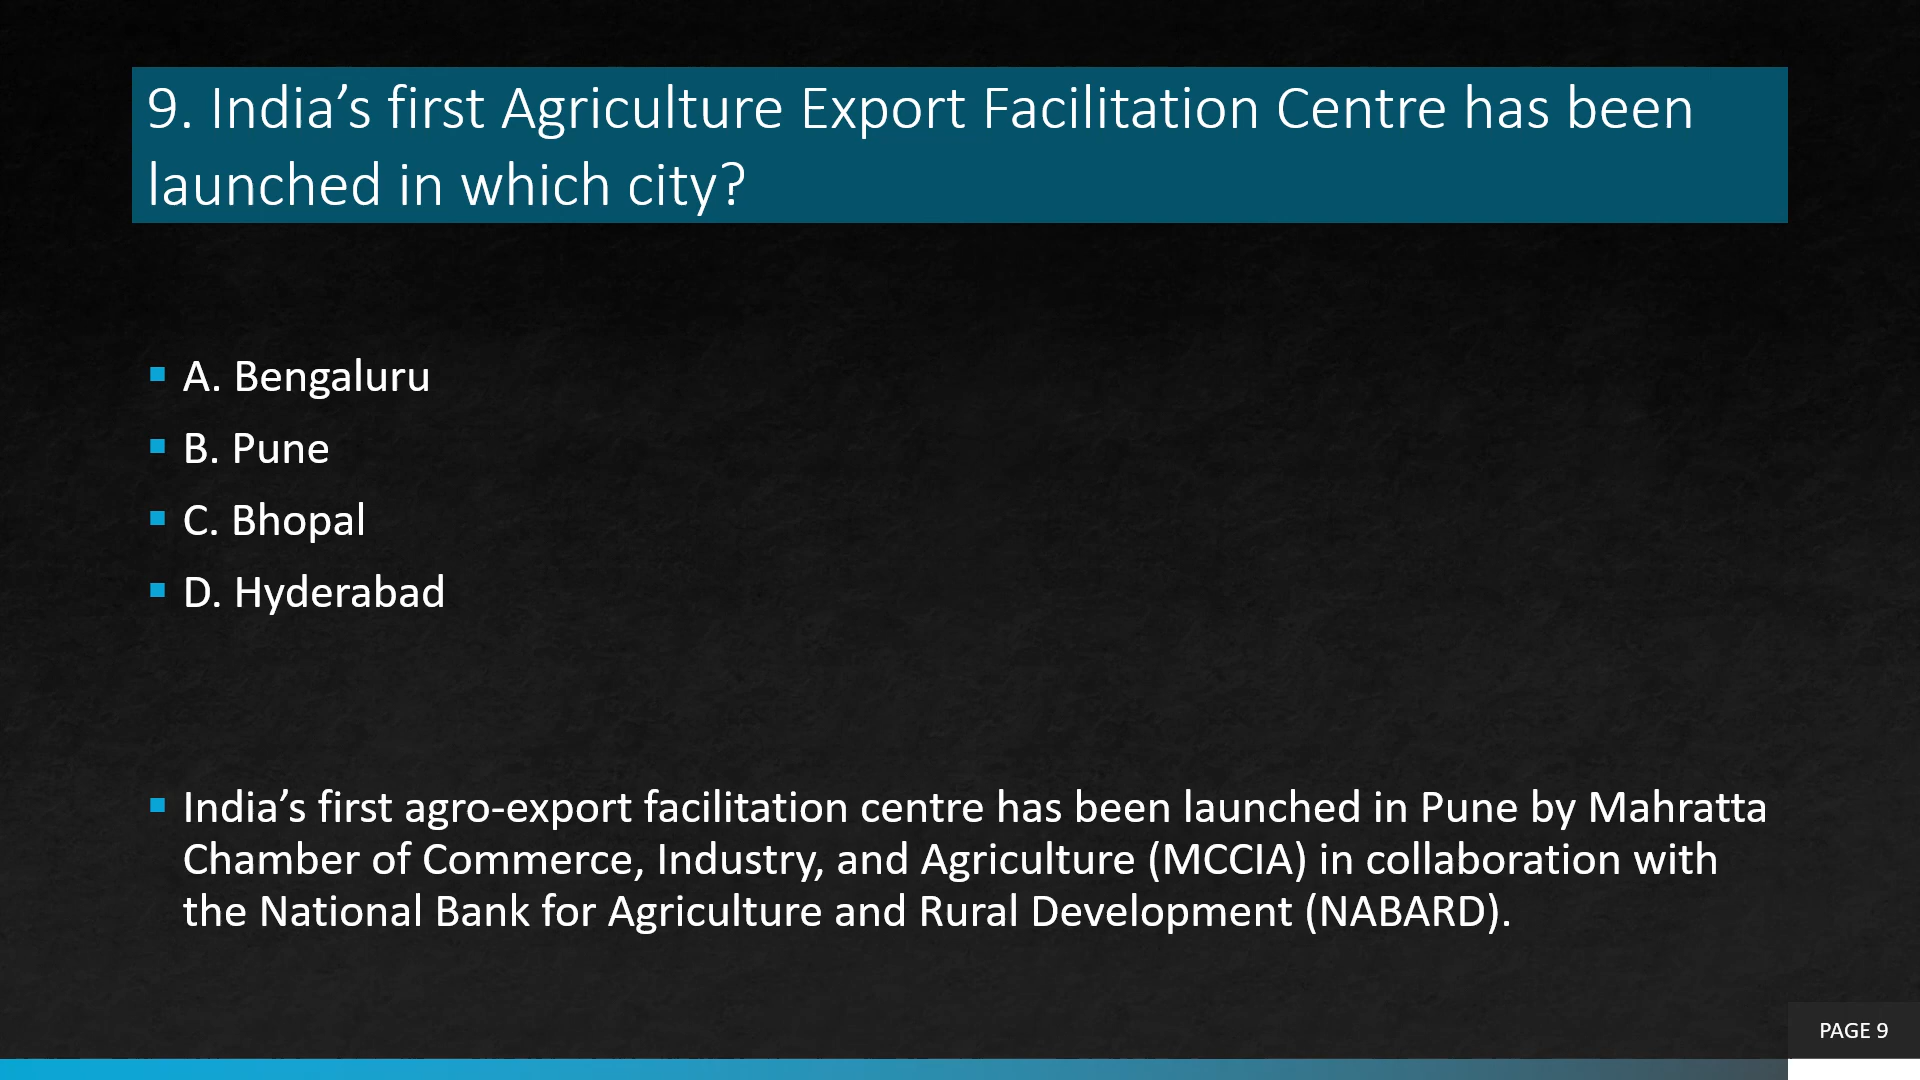 9. India’s first Agriculture Export Facilitation Centre has been
launched in which city?
A. Bengaluru
B. Pune
C. Bhopal
D. Hyderabad
India’s first agro-export facilitation centre has been launched in Pune by Mahratta
Chamber of Commerce, Industry, and Agriculture (MCCIA) in collaboration with
the National Bank for Agriculture and Rural Development (NABARD).
PAGE 9